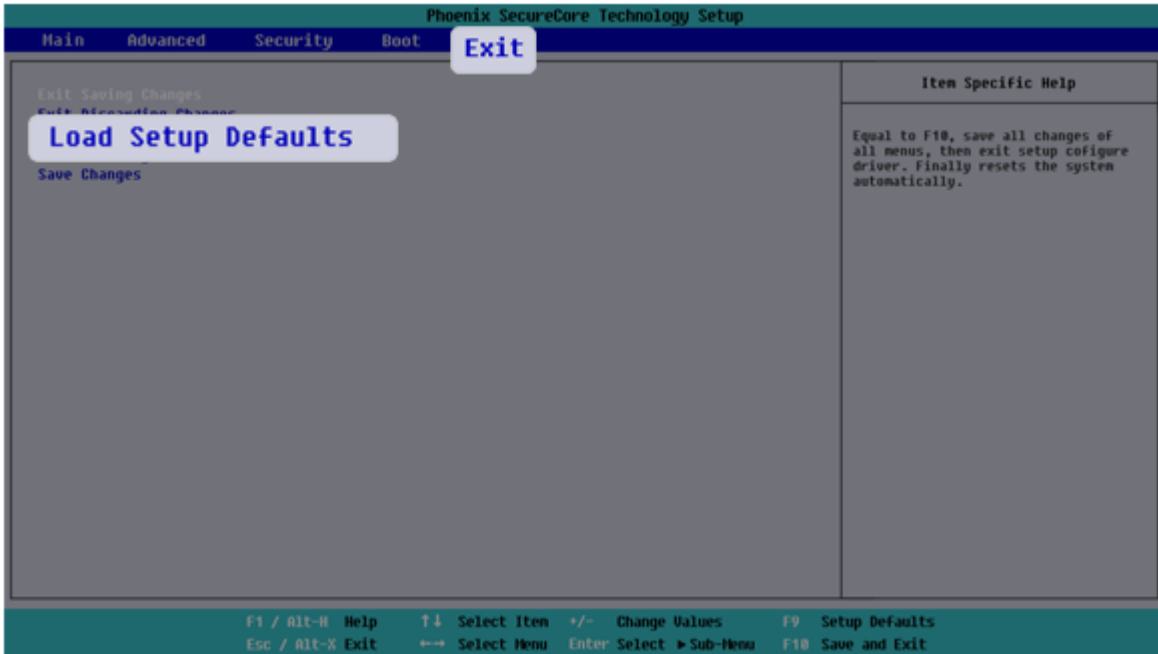 Phoenix SecureCore Technology Setup
Main Advanced Security Boot Exit
Exit Saving Changes
Exit Discarding Changes
Load Setup Defaults
Save Changes
Item Specific Help
Equal to F10, save all changes of
all menus, then exit setup cofigure
driver. Finally resets the system
automatically.
F1 / Alt-H Help ↑↓ Select Item +/- Change Values F9 Setup Defaults
Esc / Alt-X Exit ←→ Select Menu Enter Select ▶ Sub-Menu F10 Save and Exit